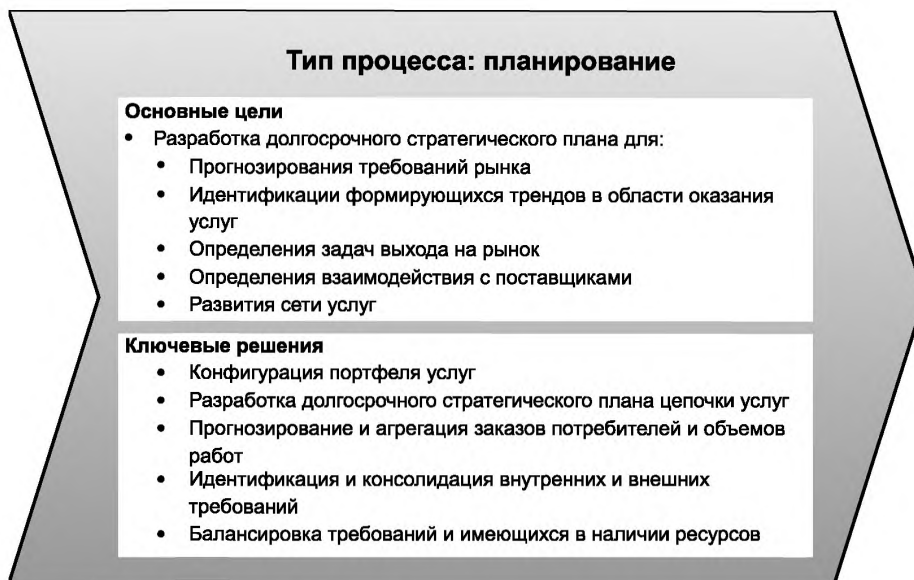 Тип процесса: планирование
Основные цели
• Разработка долгосрочного стратегического плана для:
• Прогнозирования требований рынка
• Идентификации формирующихся трендов в области оказания
услуг
• Определения задач выхода на рынок
• Определения взаимодействия с поставщиками
• Развития сети услуг
Ключевые решения
• Конфигурация портфеля услуг
• Разработка долгосрочного стратегического плана цепочки услуг
• Прогнозирование и агрегация заказов потребителей и объемов
работ
• Идентификация и консолидация внутренних и внешних
требований
• Балансировка требований и имеющихся в наличии ресурсов